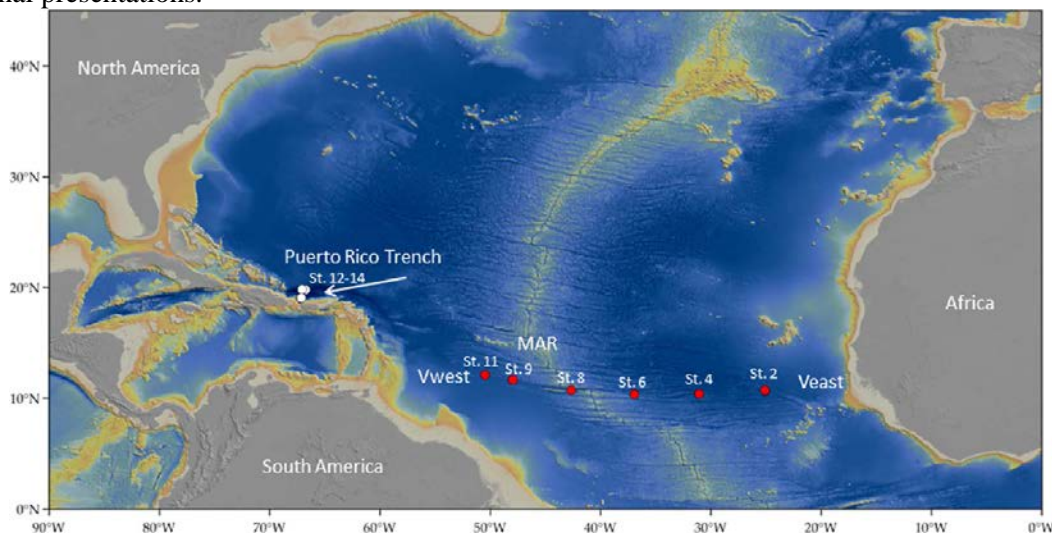 nal presentations.
40°N
North America
30°N
Puerto Rico Trench
St. 12-14
20°N
Africa
MAR
St. 11
St. 9
St. 8
St. 6
St. 4
St. 2
Vwest
Veast
10°N
South America
0°N
90°W 80°W 70°W 60°W 50°W 40°W 30°W 20°W 10°W 0°W